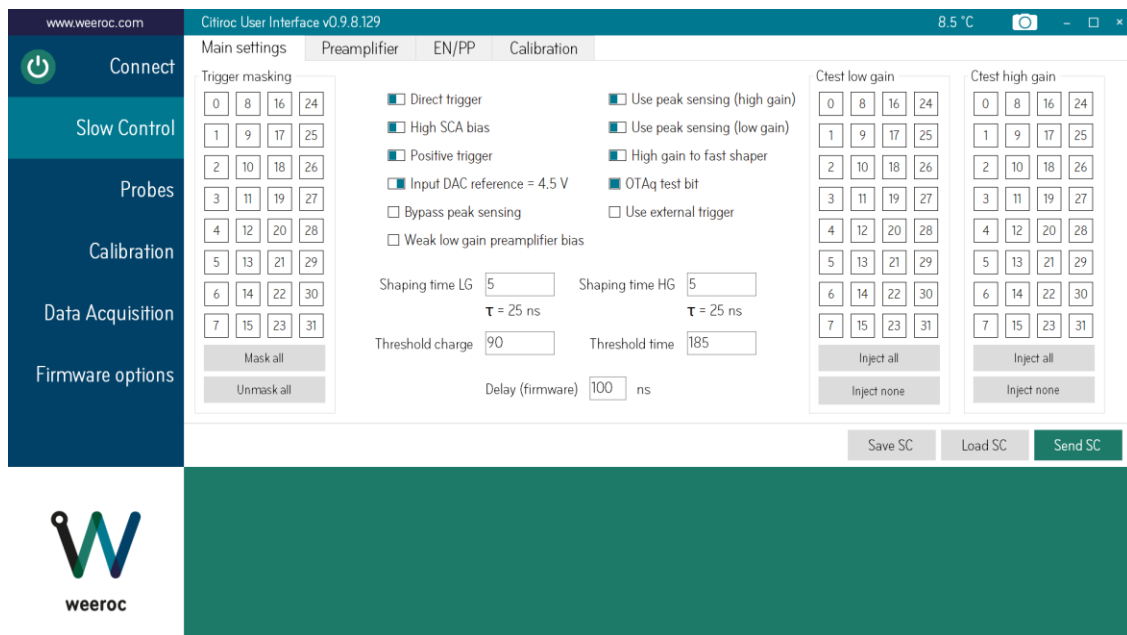 www.weeroc.com
Citiroc User Interface v0.9.8.129
8.5 °C
Connect
Slow Control
Probes
Calibration
Data Acquisition
Firmware options
Main settings Preamplifier EN/PP Calibration
Trigger masking
0 8 16 24
1 9 17 25
2 10 18 26
3 11 19 27
4 12 20 28
5 13 21 29
6 14 22 30
7 15 23 31
Mask all
Unmask all
Direct trigger
High SCA bias
Positive trigger
Input DAC reference = 4.5 V
Bypass peak sensing
Weak low gain preamplifier bias
Use peak sensing (high gain)
Use peak sensing (low gain)
High gain to fast shaper
OTAq test bit
Use external trigger
Shaping time LG 5
τ = 25 ns
Shaping time HG 5
τ = 25 ns
Threshold charge 90
Threshold time 185
Delay (firmware) 100 ns
Ctest low gain
0 8 16 24
1 9 17 25
2 10 18 26
3 11 19 27
4 12 20 28
5 13 21 29
6 14 22 30
7 15 23 31
Inject all
Inject none
Ctest high gain
0 8 16 24
1 9 17 25
2 10 18 26
3 11 19 27
4 12 20 28
5 13 21 29
6 14 22 30
7 15 23 31
Inject all
Inject none
Save SC Load SC Send SC
weeroc